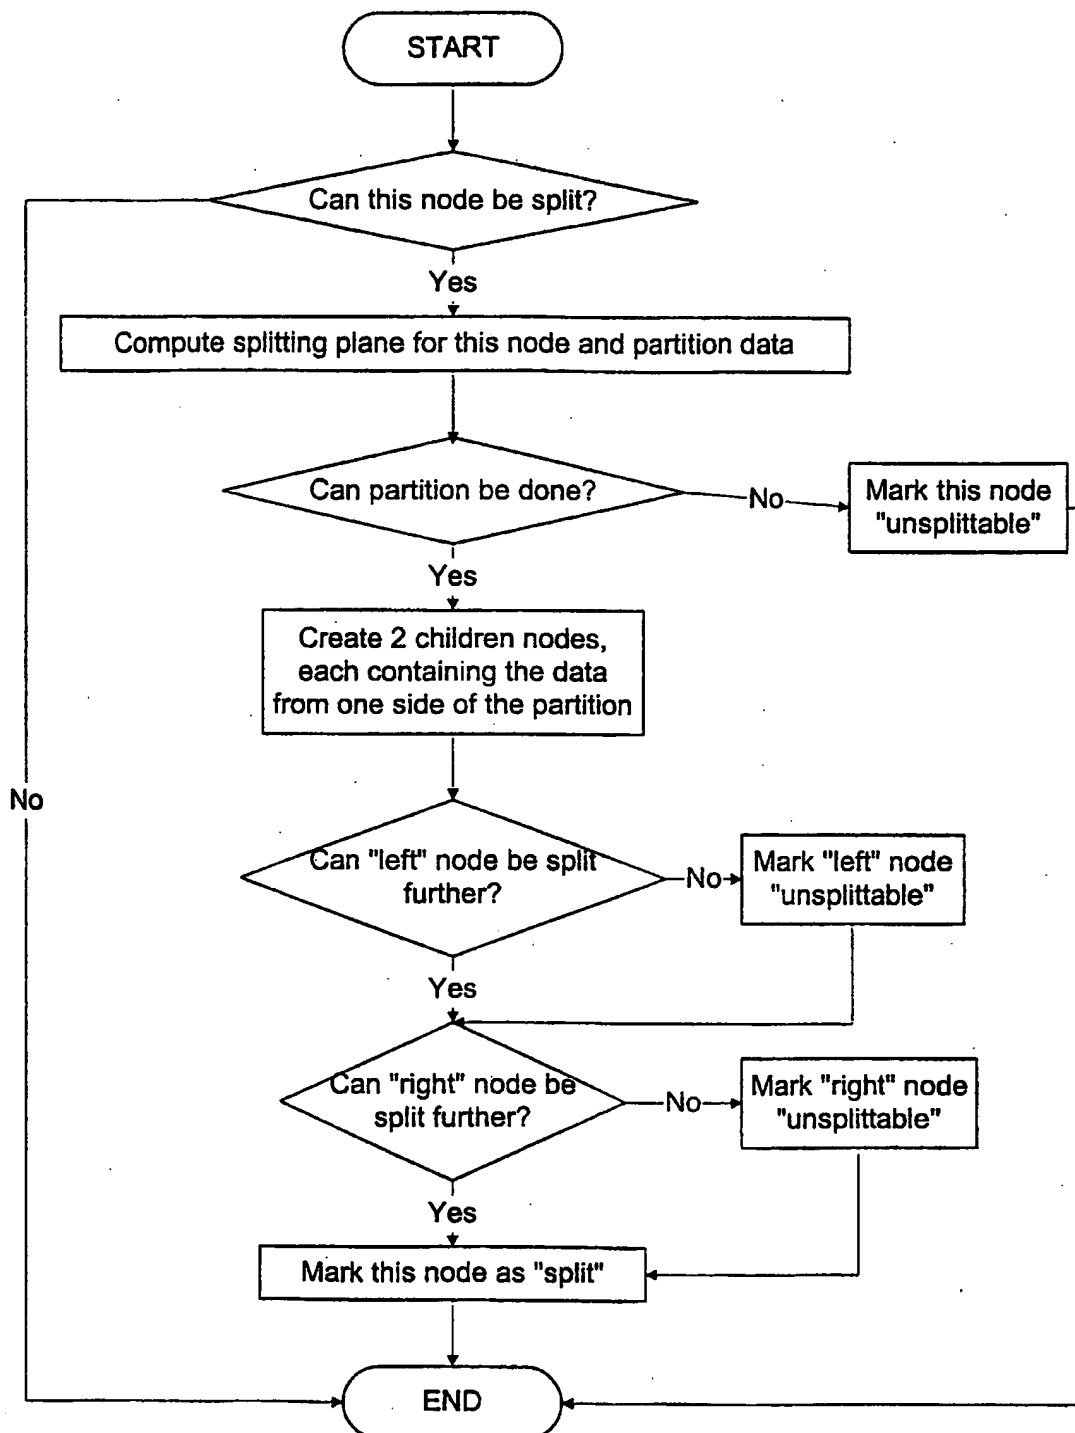 START
Can this node be split?
Yes
Compute splitting plane for this node and partition data
Can partition be done?
No
Mark this node
"unsplittable"
Yes
Create 2 children nodes,
each containing the data
from one side of the partition
No
Can "left" node be split
further?
No
Mark "left" node
"unsplittable"
Yes
Can "right" node be
split further?
No
Mark "right" node
"unsplittable"
Yes
Mark this node as "split"
END